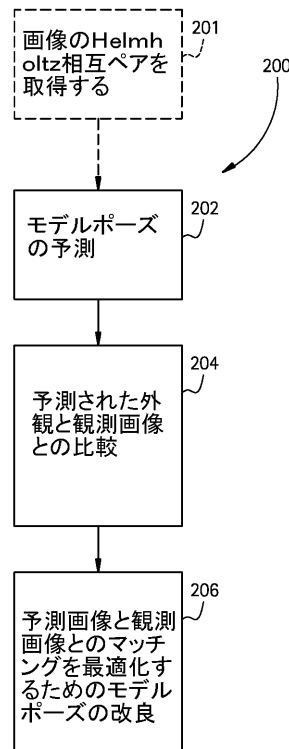 画像のHelmh
oltz相互ペアを
取得する
201
200
モデルポーズ
の予測
202
予測された外
観と観測画像
との比較
204
予測画像と観測
画像とのマッチ
ングを最適化す
るためのモデル
ポーズの改良
206